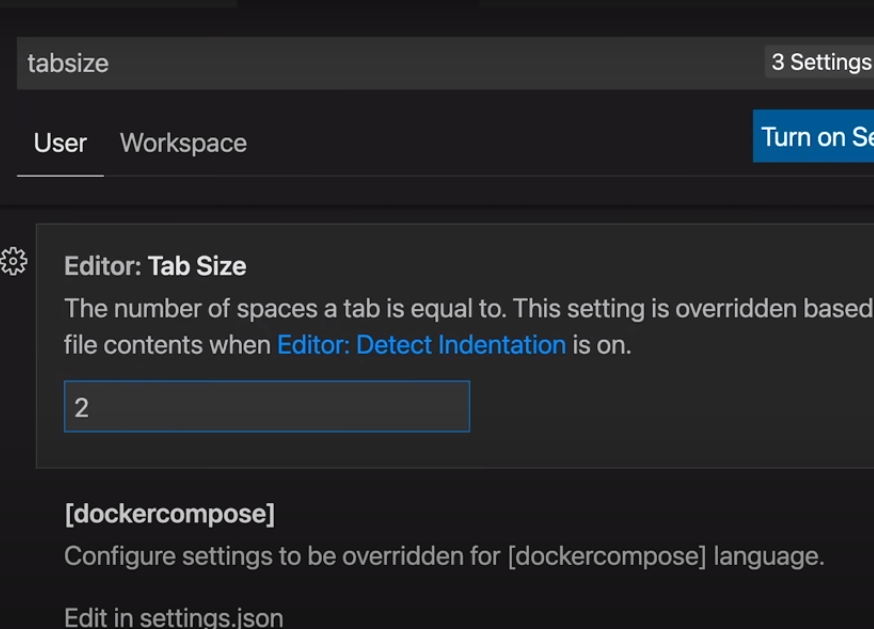 tabsize
3 Settings
User Workspace
Turn on
Editor: Tab Size
The number of spaces a tab is equal to. This setting is overridden based
file contents when Editor: Detect Indentation is on.
2
[dockercompose]
Configure settings to be overridden for [dockercompose] language.
Edit in settings.json